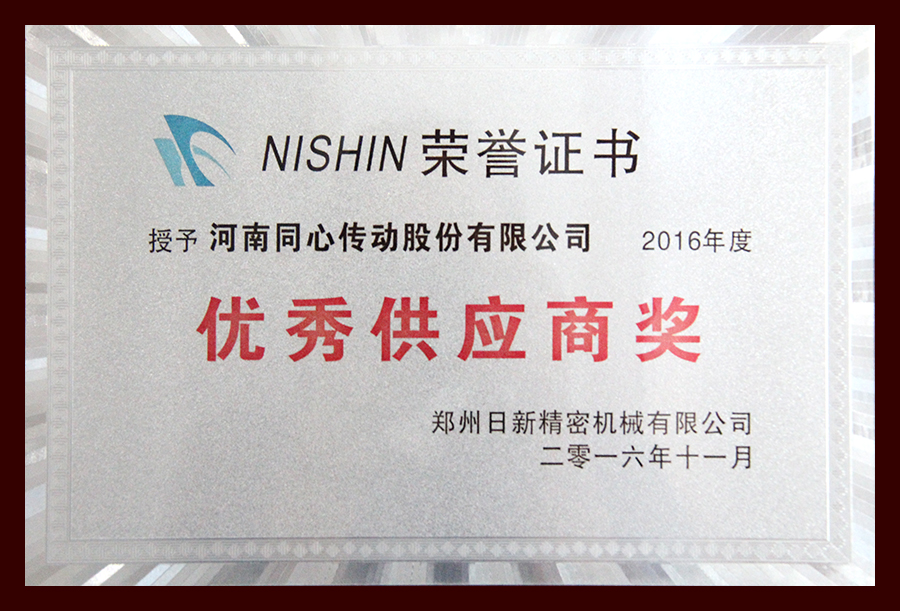 NISHIN 荣誉证书
授予 河南同心传动股份有限公司 2016年度
优秀供应商奖
郑州日新精密机械有限公司
二零一六年十一月